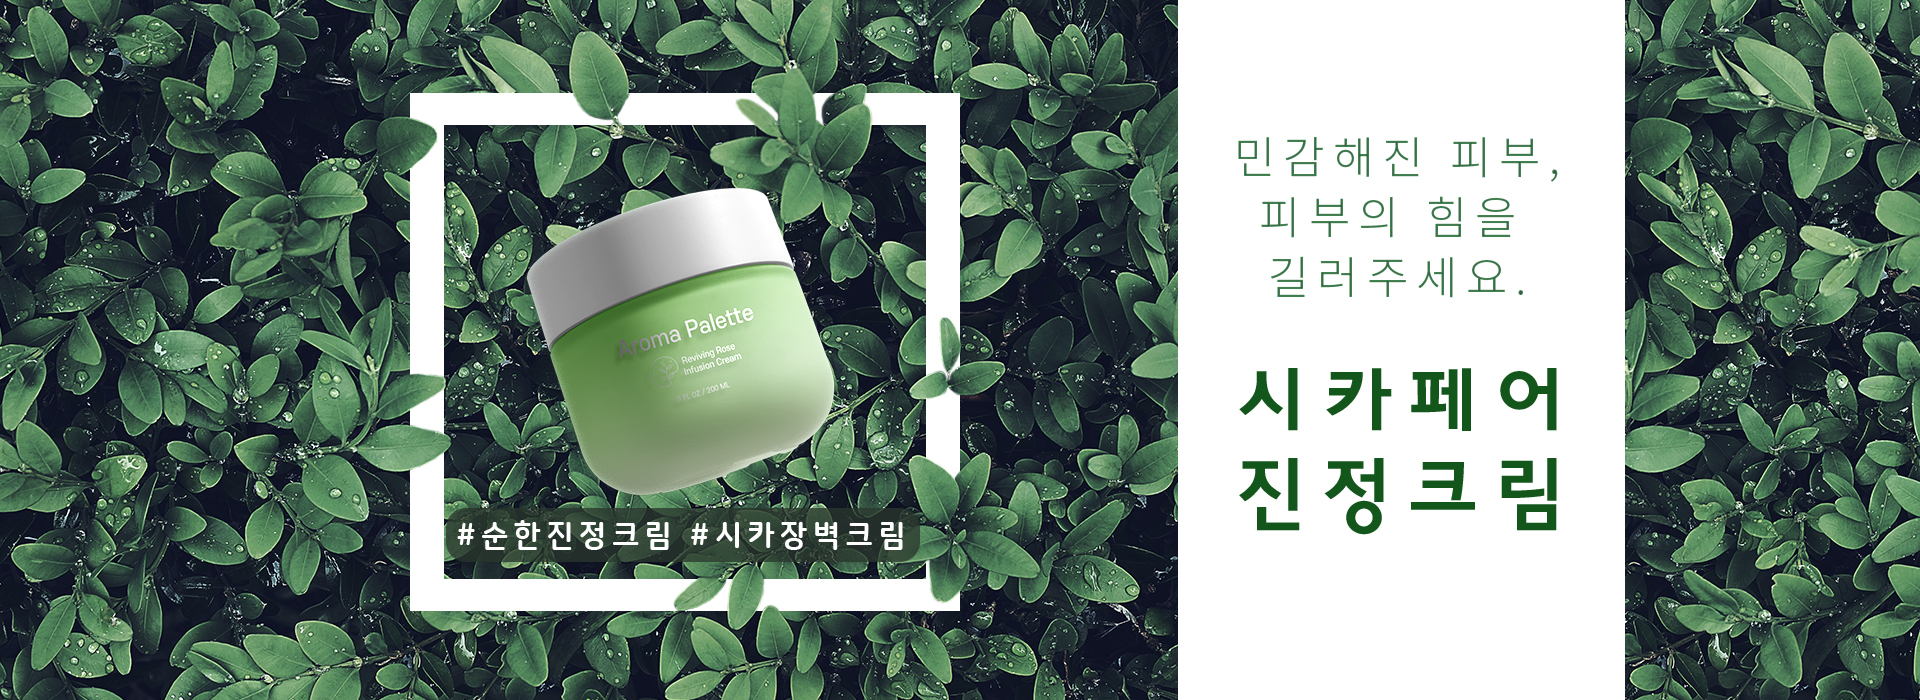 Aroma Palette
Reviving Rose
Infusion Cream
/ 200 ML
#순한진정크림 #시카장벽크림
민감해진 피부,
피부의 힘을
길러주세요.
시카페어
진정크림